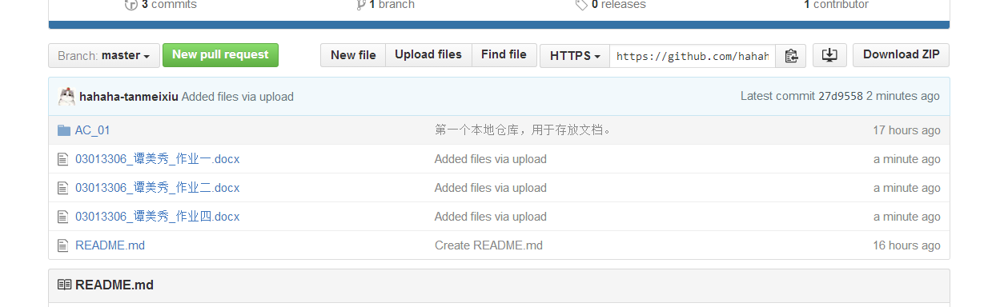 3 commits 1 branch 0 releases 1 contributor
Branch: master New pull request New file Upload files Find file HTTPS https://github.com/hahah Download ZIP
hahaha-tanmeixiu Added files via upload Latest commit 27d9558 2 minutes ago
AC_01 第一个本地仓库，用于存放文档。 17 hours ago
03013306_谭美秀_作业一.docx Added files via upload a minute ago
03013306_谭美秀_作业二.docx Added files via upload a minute ago
03013306_谭美秀_作业四.docx Added files via upload a minute ago
README.md Create README.md 16 hours ago
README.md